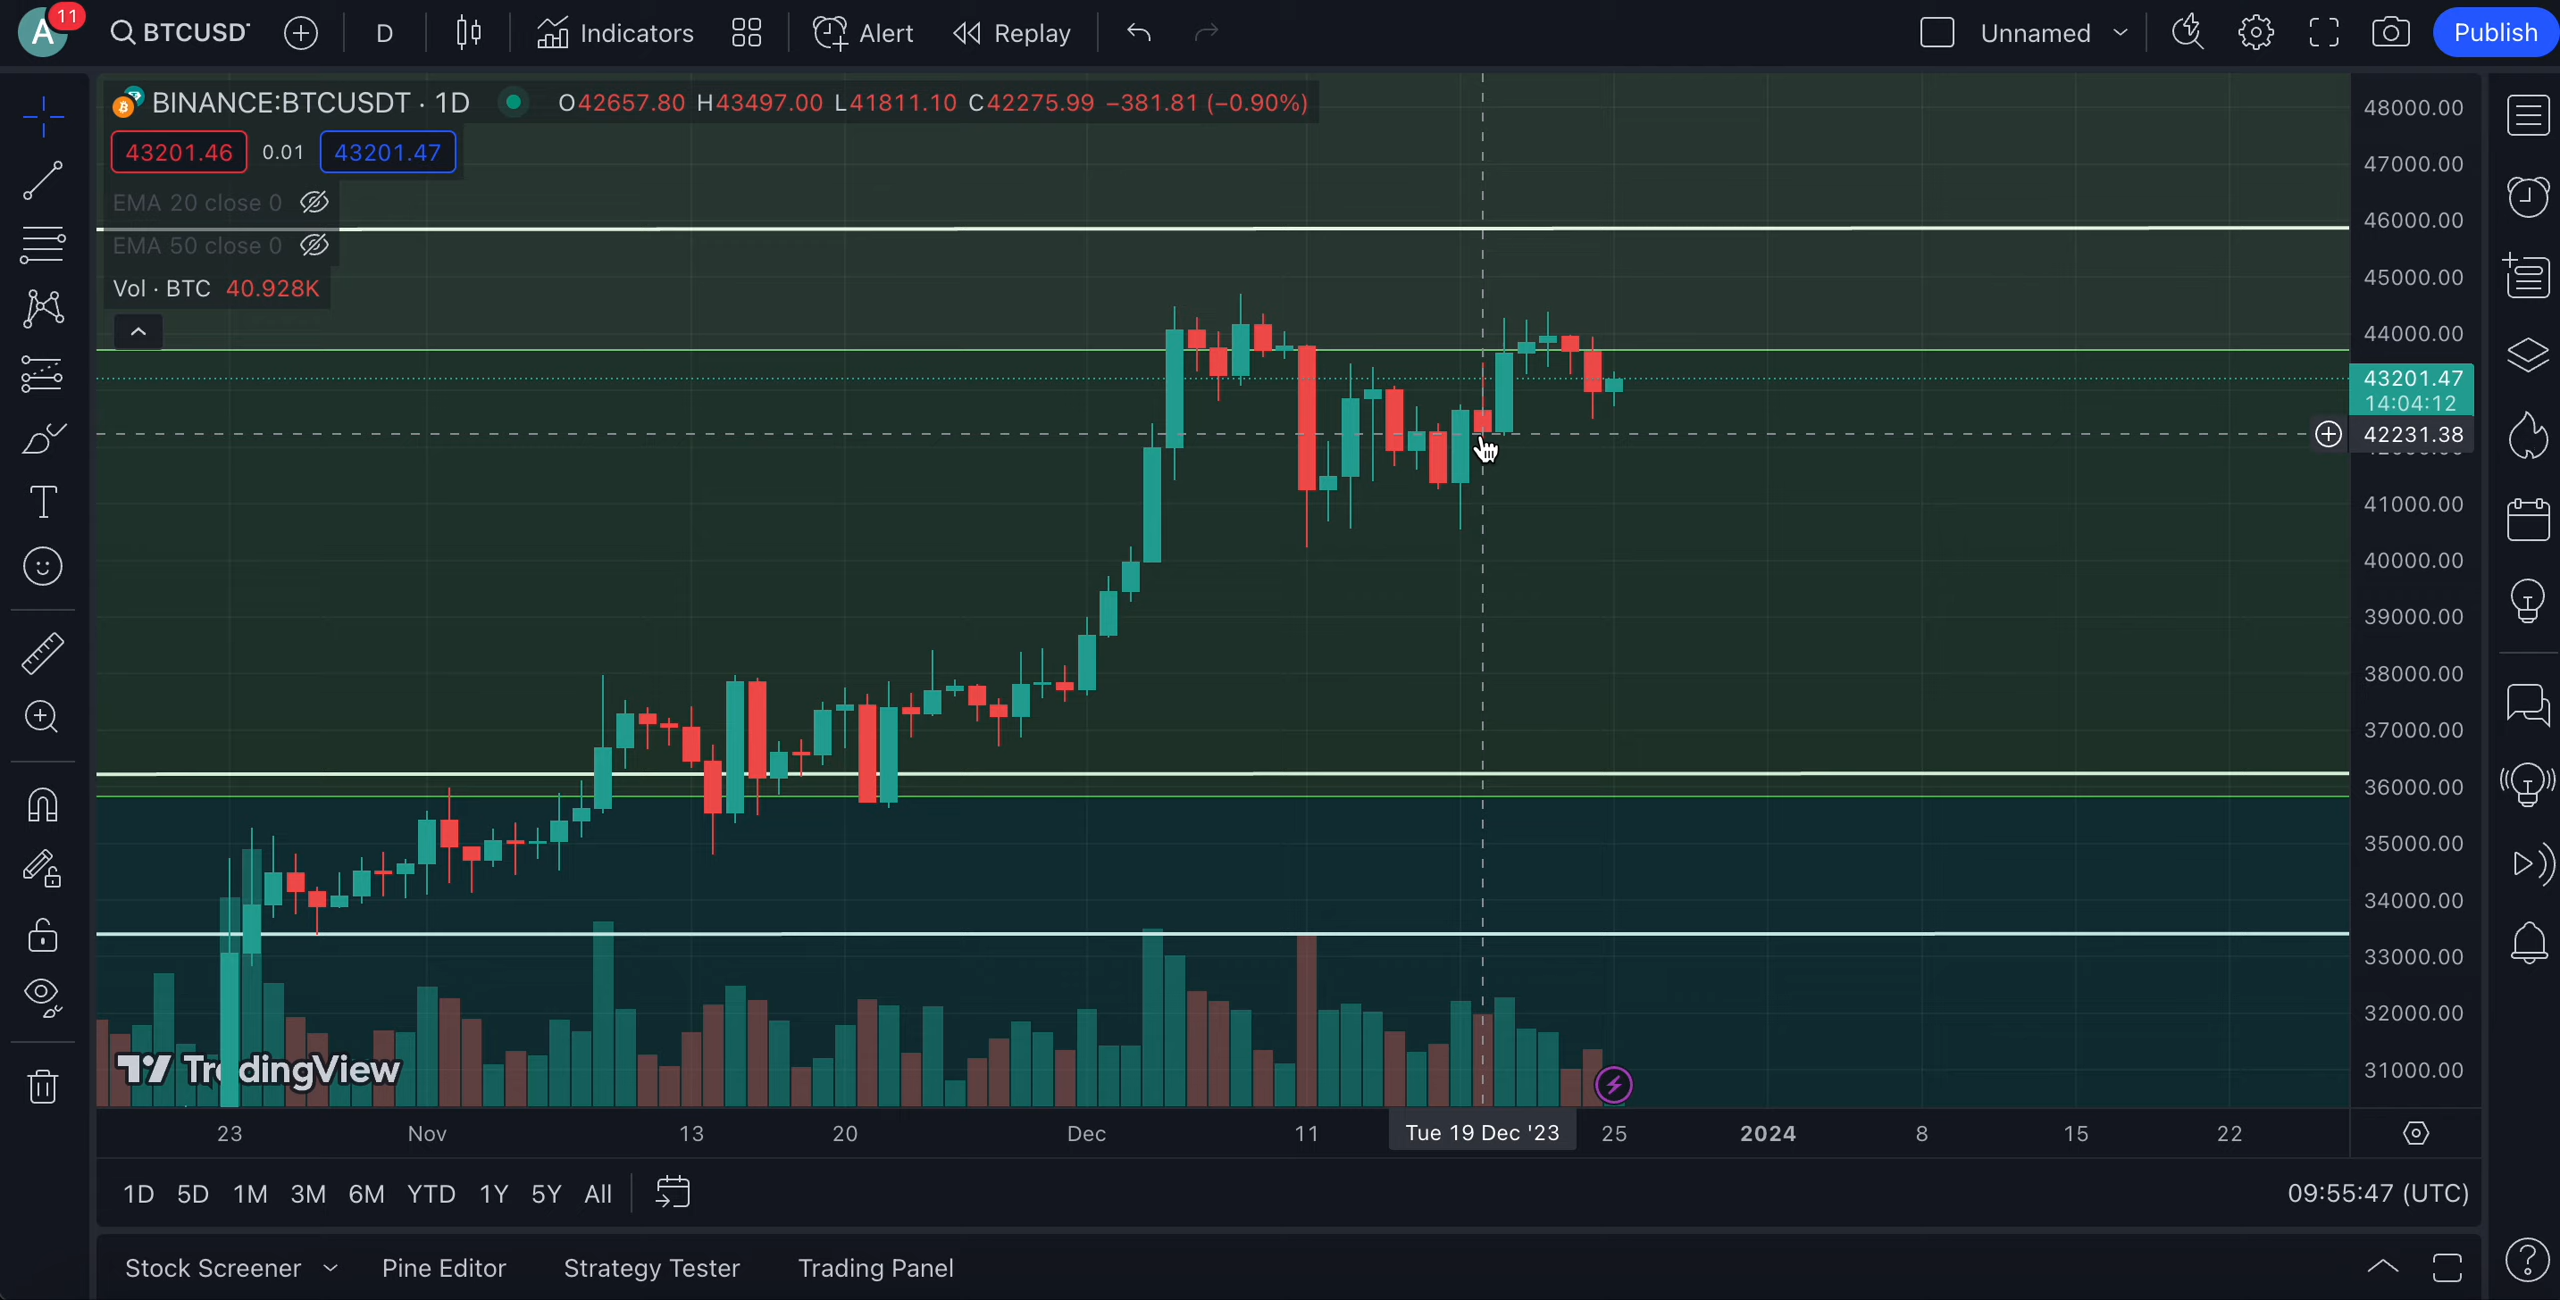 A 11 BTCUSDT D Indicators Alert Replay Unnamed Publish
BINANCE:BTCUSDT · 1D O42657.80 H43497.00 L41811.10 C42275.99 −381.81 (−0.90%)
43201.46 0.01 43201.47
EMA 20 close 0
EMA 50 close 0
Vol · BTC 40.928K
48000.00
47000.00
46000.00
45000.00
44000.00
43201.47
14:04:12
42231.38
41000.00
40000.00
39000.00
38000.00
37000.00
36000.00
35000.00
34000.00
33000.00
32000.00
31000.00
TradingView
23 Nov 13 20 Dec 11 Tue 19 Dec '23 25 2024 8 15 22
1D 5D 1M 3M 6M YTD 1Y 5Y All 09:55:47 (UTC)
Stock Screener Pine Editor Strategy Tester Trading Panel